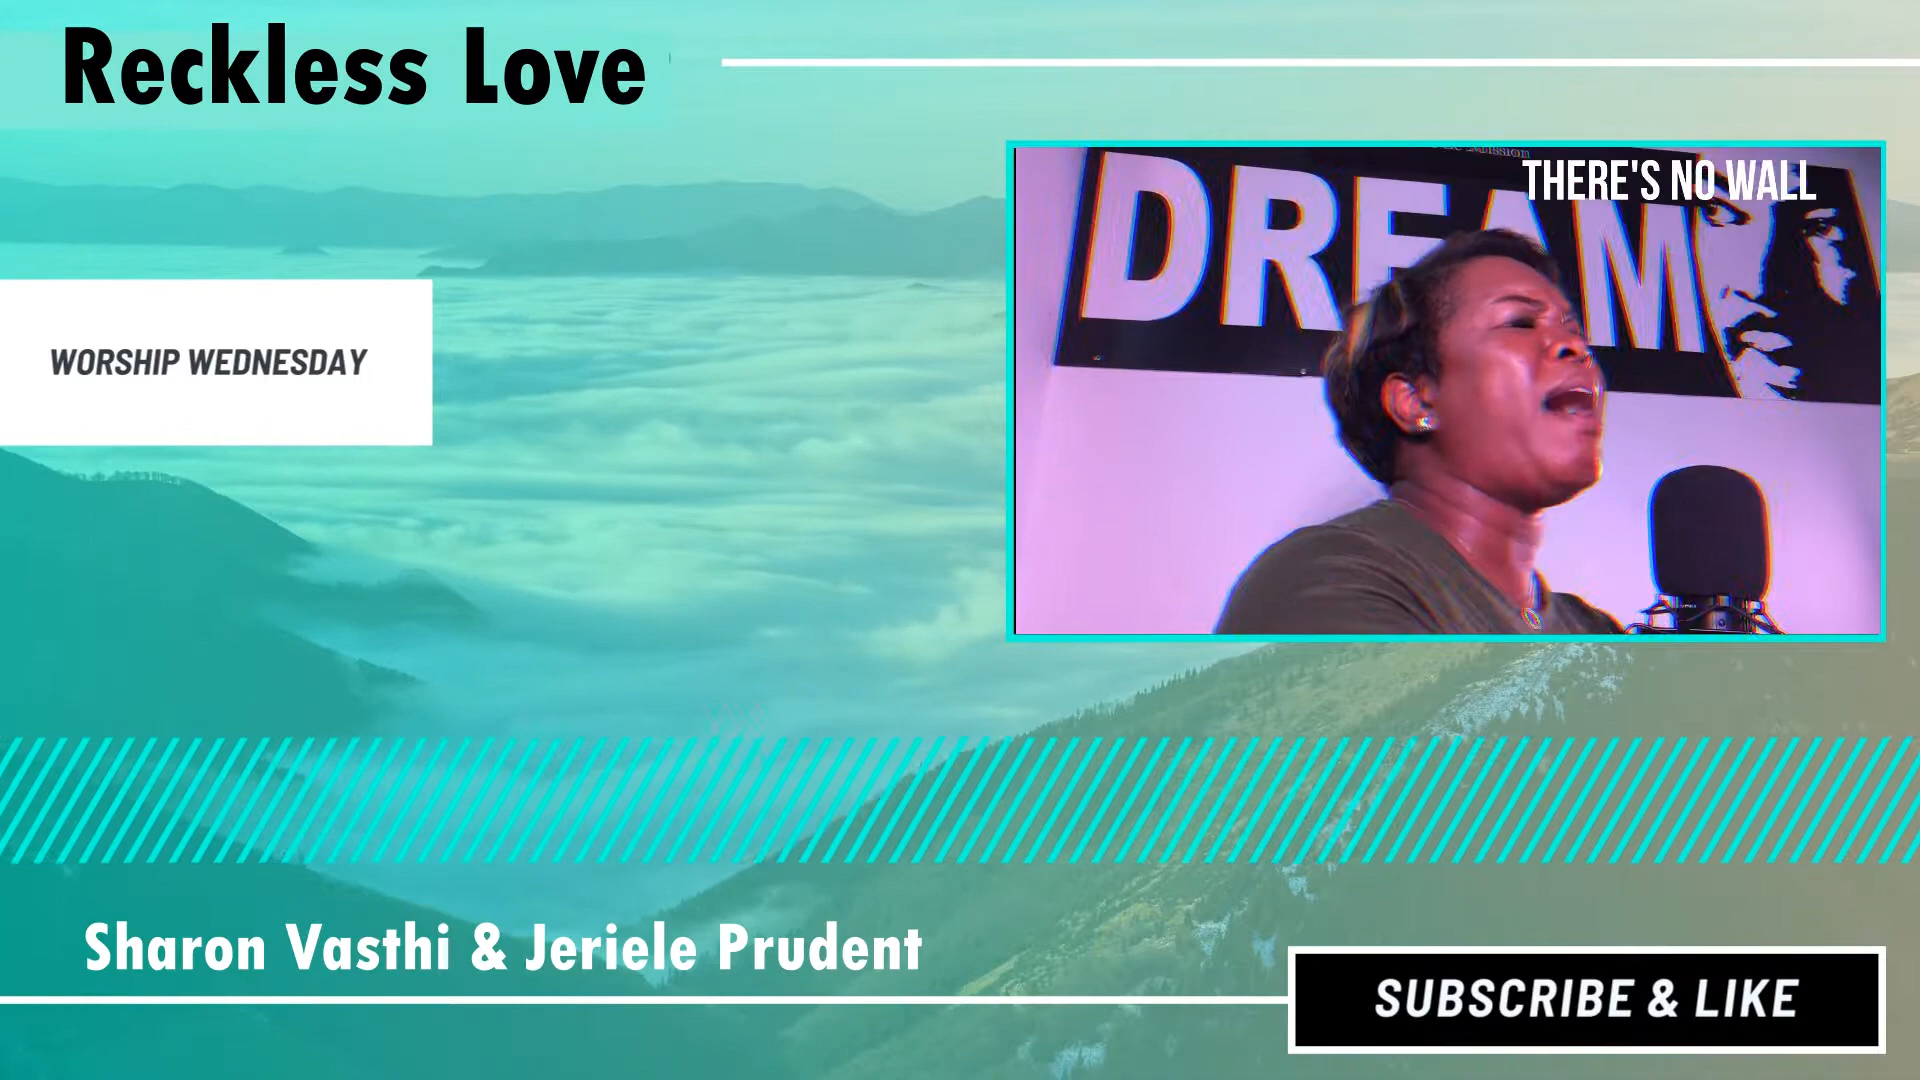 Reckless Love
THERE'S NO WALL
DREAM
WORSHIP WEDNESDAY
Sharon Vasthi & Jeriele Prudent
SUBSCRIBE & LIKE